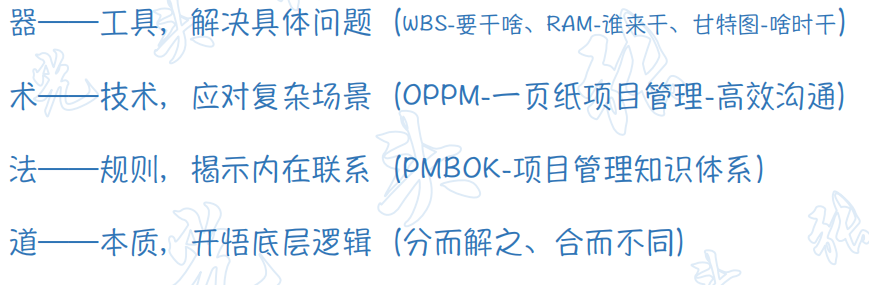 器——工具，解决具体问题（WBS-要干啥、RAM-谁来干、甘特图-啥时干）
术——技术，应对复杂场景（OPPM-一页纸项目管理-高效沟通）
法——规则，揭示内在联系（PMBOK-项目管理知识体系）
道——本质，开悟底层逻辑（分而解之、合而不同）